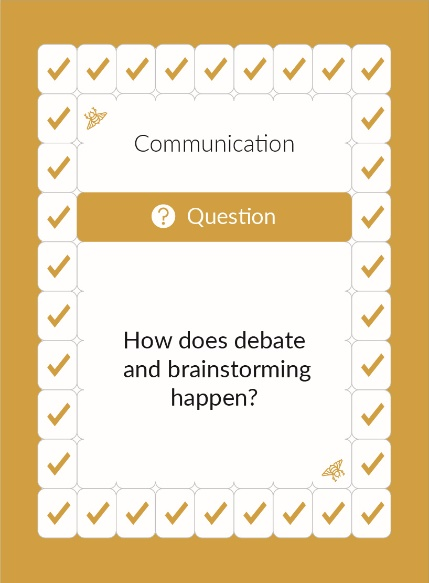 Communication
? Question
How does debate
and brainstorming
happen?